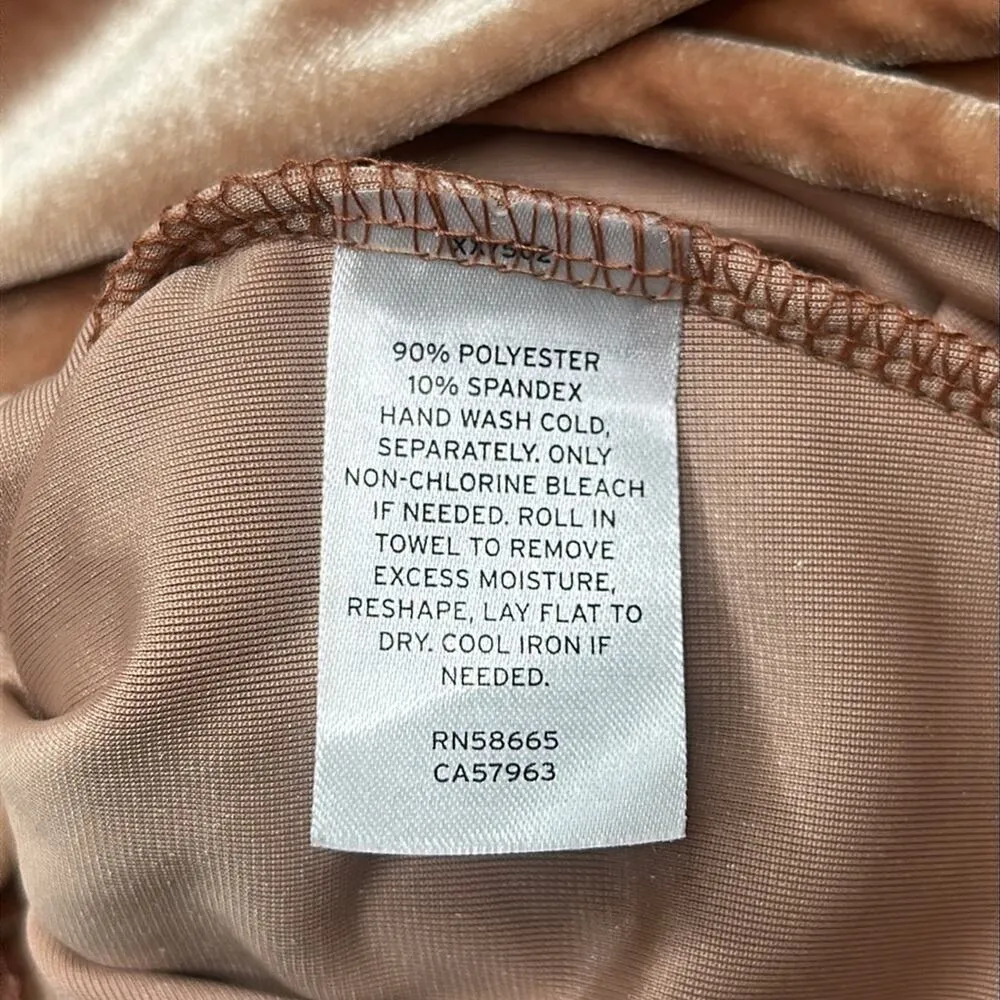 90% POLYESTER
10% SPANDEX
HAND WASH COLD,
SEPARATELY. ONLY
NON-CHLORINE BLEACH
IF NEEDED. ROLL IN
TOWEL TO REMOVE
EXCESS MOISTURE,
RESHAPE, LAY FLAT TO
DRY. COOL IRON IF
NEEDED.
RN58665
CA57963